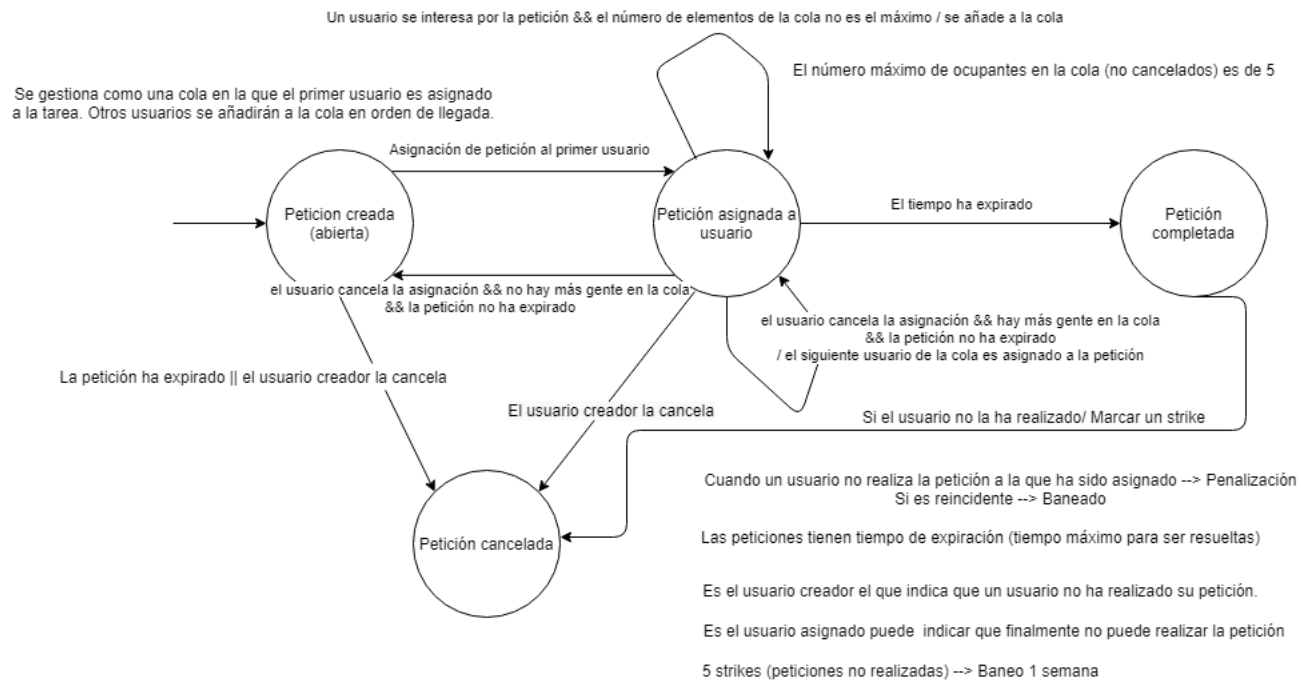 Un usuario se interesa por la petición && el número de elementos de la cola no es el máximo / se añade a la cola
El número máximo de ocupantes en la cola (no cancelados) es de 5
Se gestiona como una cola en la que el primer usuario es asignado
a la tarea. Otros usuarios se añadirán a la cola en orden de llegada.
Asignación de petición al primer usuario
Peticion creada
(abierta)
Petición asignada a
usuario
El tiempo ha expirado
Petición
completada
el usuario cancela la asignación && no hay más gente en la cola
&& la petición no ha expirado
el usuario cancela la asignación && hay más gente en la cola
&& la petición no ha expirado
/ el siguiente usuario de la cola es asignado a la petición
La petición ha expirado || el usuario creador la cancela
El usuario creador la cancela
Si el usuario no la ha realizado/ Marcar un strike
Petición cancelada
Cuando un usuario no realiza la petición a la que ha sido asignado --> Penalización
Si es reincidente --> Baneado
Las peticiones tienen tiempo de expiración (tiempo máximo para ser resueltas)
Es el usuario creador el que indica que un usuario no ha realizado su petición.
Es el usuario asignado puede indicar que finalmente no puede realizar la petición
5 strikes (peticiones no realizadas) --> Baneo 1 semana